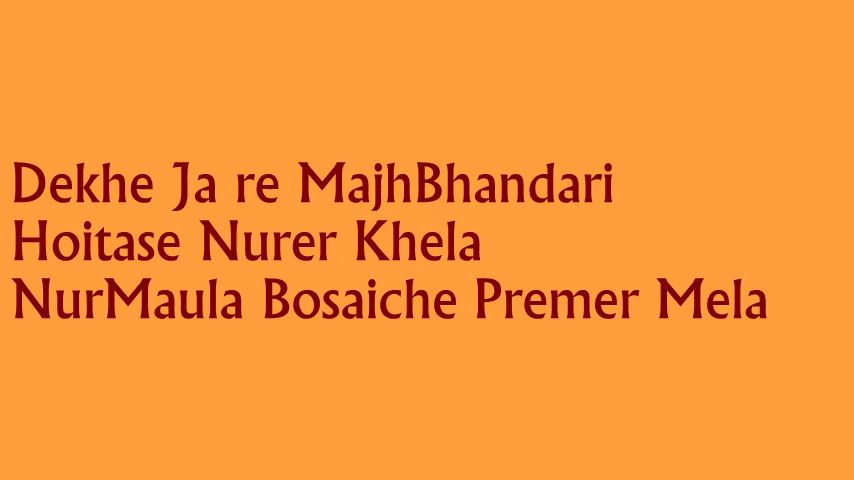 Dekhe Ja re MajhBhandari
Hoitase Nurer Khela
NurMaula Bosaiche Premer Mela